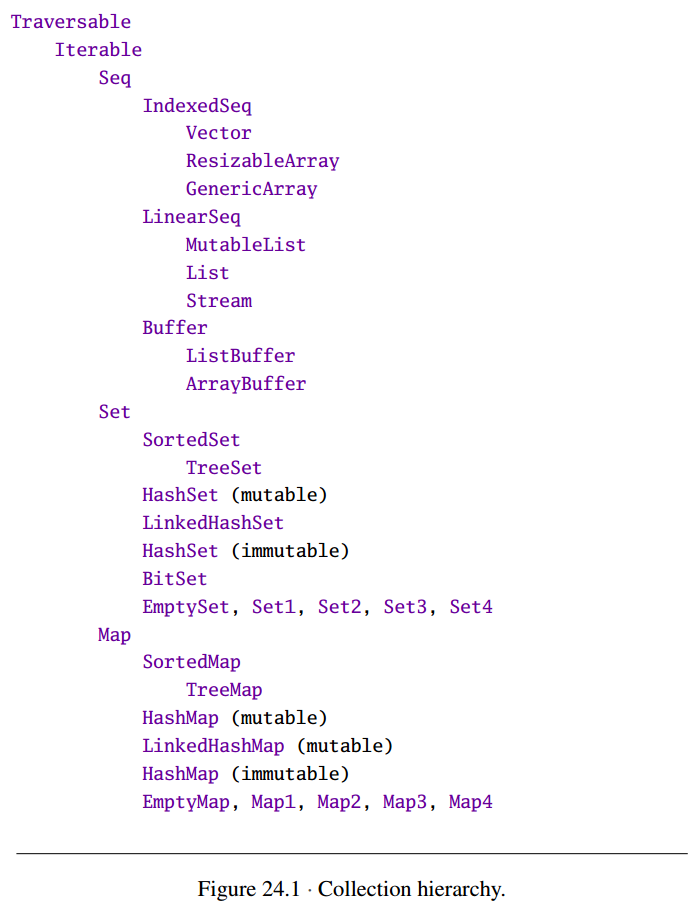 Traversable
Iterable
Seq
IndexedSeq
Vector
ResizableArray
GenericArray
LinearSeq
MutableList
List
Stream
Buffer
ListBuffer
ArrayBuffer
Set
SortedSet
TreeSet
HashSet (mutable)
LinkedHashSet
HashSet (immutable)
BitSet
EmptySet, Set1, Set2, Set3, Set4
Map
SortedMap
TreeMap
HashMap (mutable)
LinkedHashMap (mutable)
HashMap (immutable)
EmptyMap, Map1, Map2, Map3, Map4
Figure 24.1 · Collection hierarchy.